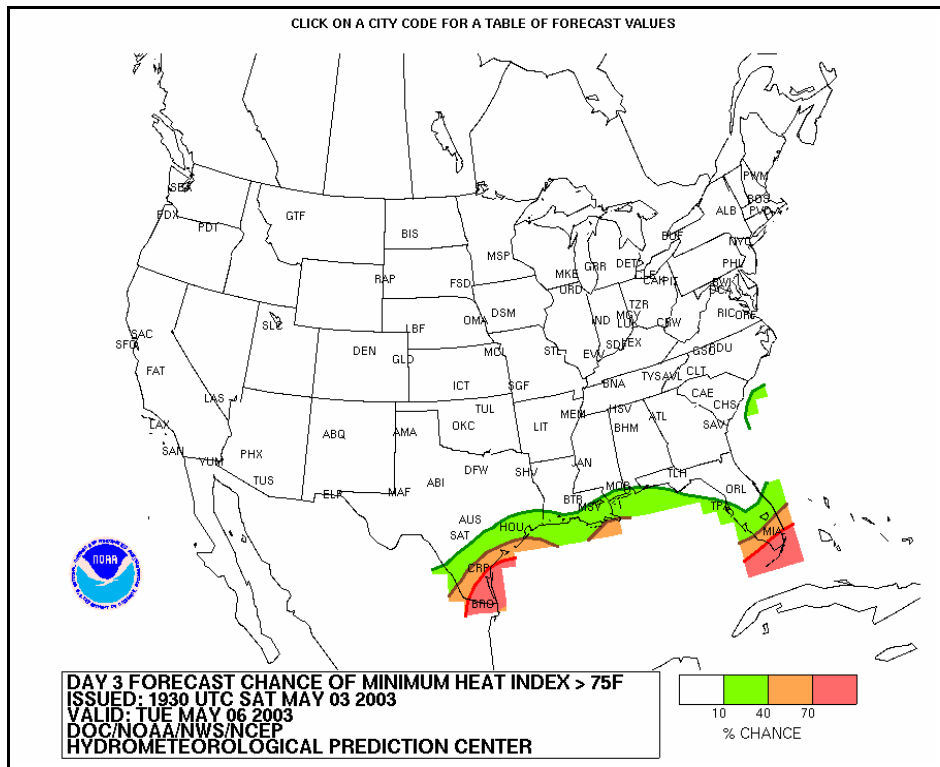 CLICK ON A CITY CODE FOR A TABLE OF FORECAST VALUES
PWM
SEA
BOS
ALB PVD
PDX
GTF
PDT
BIS
BUF NYC
MSP
PHL
GRR DET
MKE CLE
RAP CAK PIT
FSD BWI
ORD DCA
TZR
DSM MGY RIC ORF
OMA IND LUK CRW
SLC
LBF
SAC
SFO
DEN MCI STL SDF LEX GSO RDU
GLD EVV
FAT TYS AVL CLT
ICT SGF BNA
LAS CAE
CHS
TUL MEM HSV
ATL
LAX OKC LIT BHM SAV
ABQ AMA
SAN PHX
YUM JAN
DFW SHV TLH
TUS ABI
ELP MAF MOB ORL
BTR
MSY TPA
AUS
HOU
SAT MIA
NOAA
CRP
BRO
DAY 3 FORECAST CHANCE OF MINIMUM HEAT INDEX > 75F
ISSUED: 1930 UTC SAT MAY 03 2003
VALID: TUE MAY 06 2003
DOC/NOAA/NWS/NCEP
HYDROMETEOROLOGICAL PREDICTION CENTER
10 40 70
% CHANCE